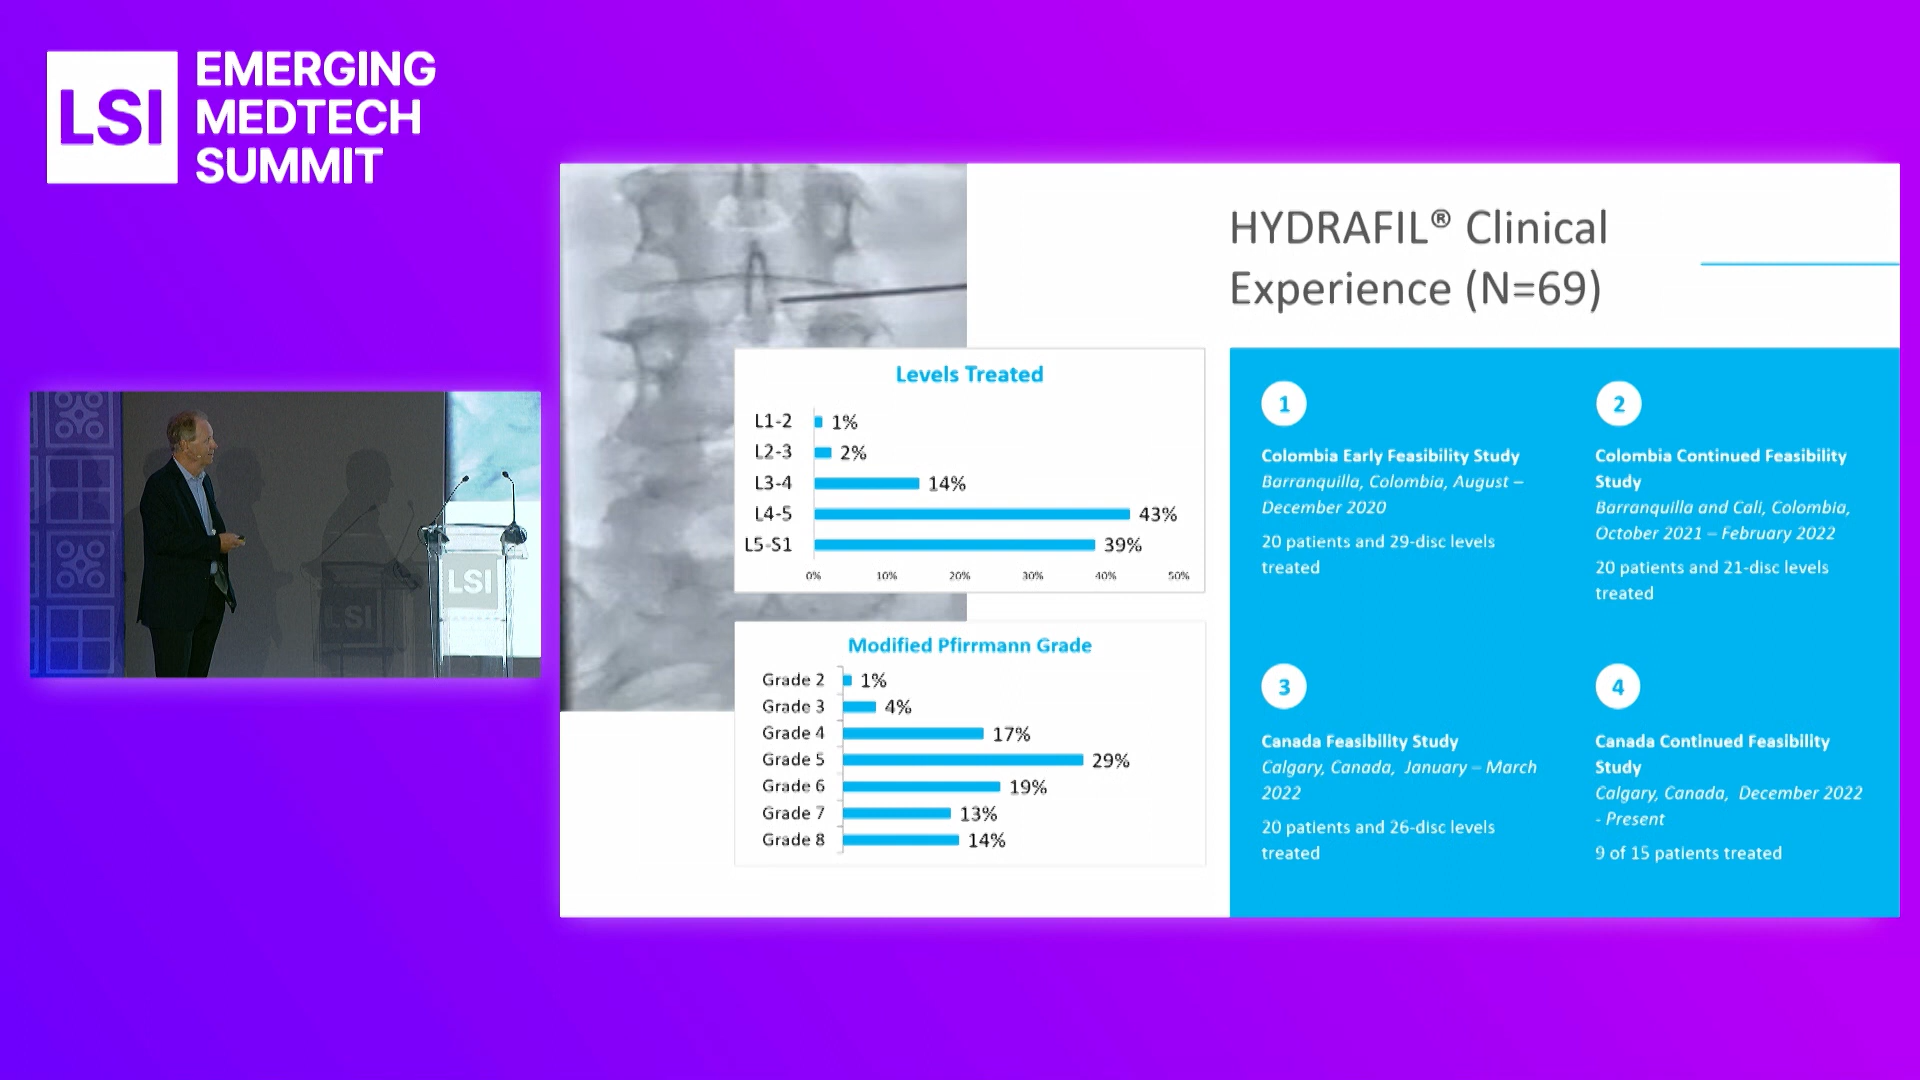 LSI
EMERGING
MEDTECH
SUMMIT
HYDRAFIL® Clinical
Experience (N=69)
Levels Treated
L1-2 1%
L2-3 2%
L3-4 14%
L4-5 43%
L5-S1 39%
0% 10% 20% 30% 40% 50%
Modified Pfirrmann Grade
Grade 2 1%
Grade 3 4%
Grade 4 17%
Grade 5 29%
Grade 6 19%
Grade 7 13%
Grade 8 14%
1
Colombia Early Feasibility Study
Barranquilla, Colombia, August –
December 2020
20 patients and 29-disc levels
treated
2
Colombia Continued Feasibility
Study
Barranquilla and Cali, Colombia,
October 2021 – February 2022
20 patients and 21-disc levels
treated
3
Canada Feasibility Study
Calgary, Canada, January – March
2022
20 patients and 26-disc levels
treated
4
Canada Continued Feasibility
Study
Calgary, Canada, December 2022
- Present
9 of 15 patients treated
LSI
LSI